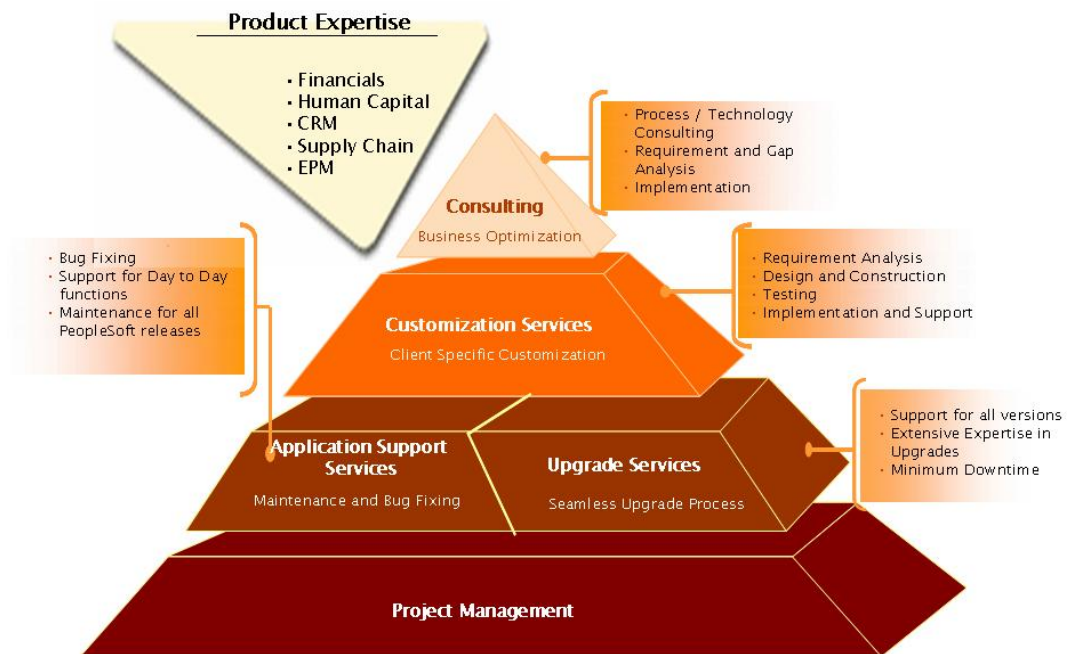 Product Expertise
· Financials
· Human Capital
· CRM
· Supply Chain
· EPM
· Process / Technology
Consulting
· Requirement and Gap
Analysis
· Implementation
Consulting
Business Optimization
· Bug Fixing
· Support for Day to Day
functions
· Maintenance for all
PeopleSoft releases
· Requirement Analysis
· Design and Construction
· Testing
· Implementation and Support
Customization Services
Client Specific Customization
· Support for all versions
· Extensive Expertise in
Upgrades
· Minimum Downtime
Application Support
Services
Maintenance and Bug Fixing
Upgrade Services
Seamless Upgrade Process
Project Management